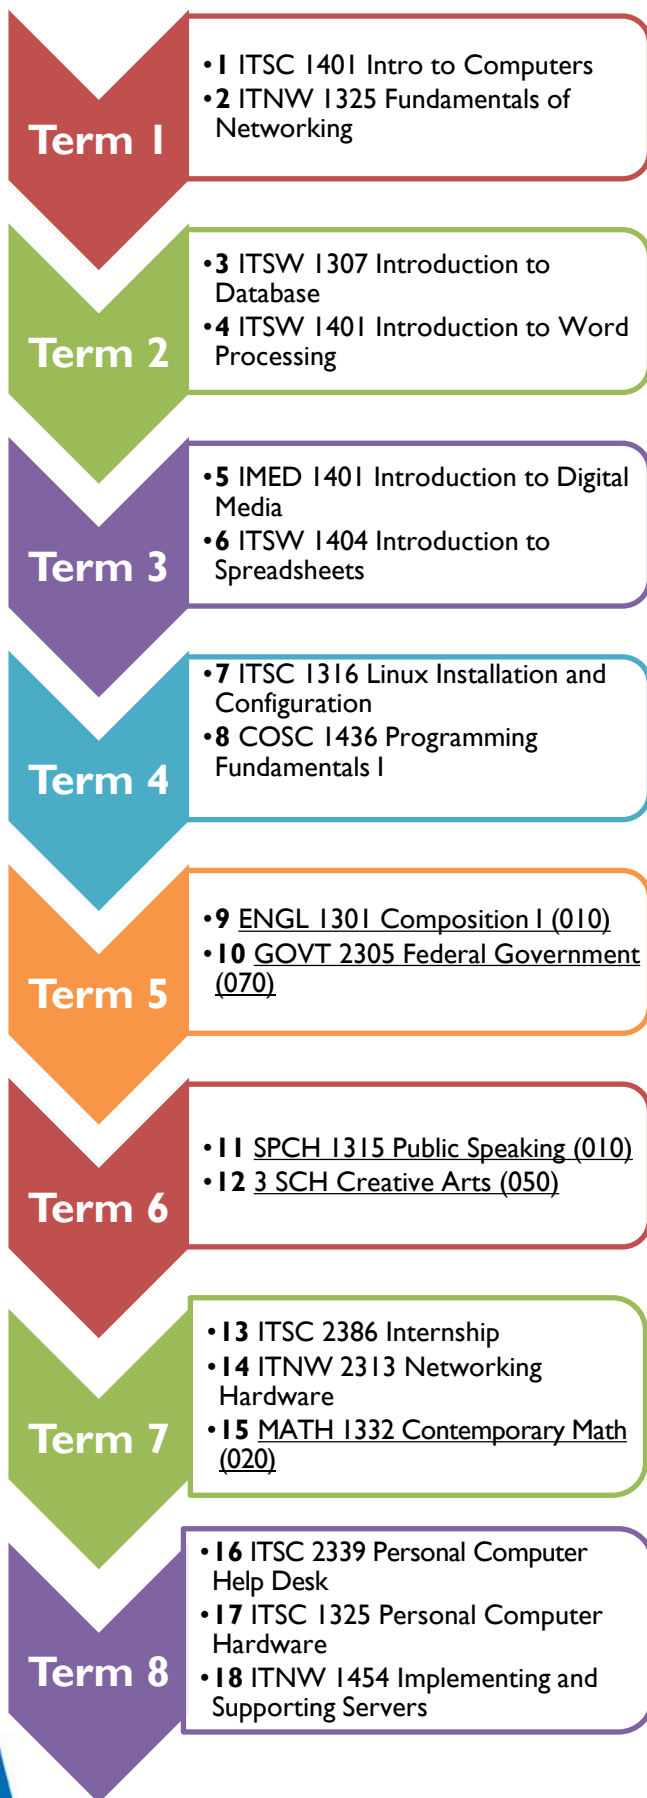 Term 1
•1 ITSC 1401 Intro to Computers
•2 ITNW 1325 Fundamentals of
Networking
Term 2
•3 ITSW 1307 Introduction to
Database
•4 ITSW 1401 Introduction to Word
Processing
Term 3
•5 IMED 1401 Introduction to Digital
Media
•6 ITSW 1404 Introduction to
Spreadsheets
Term 4
•7 ITSC 1316 Linux Installation and
Configuration
•8 COSC 1436 Programming
Fundamentals I
Term 5
•9 ENGL 1301 Composition I (010)
•10 GOVT 2305 Federal Government
(070)
Term 6
•11 SPCH 1315 Public Speaking (010)
•12 3 SCH Creative Arts (050)
Term 7
•13 ITSC 2386 Internship
•14 ITNW 2313 Networking
Hardware
•15 MATH 1332 Contemporary Math
(020)
Term 8
•16 ITSC 2339 Personal Computer
Help Desk
•17 ITSC 1325 Personal Computer
Hardware
•18 ITNW 1454 Implementing and
Supporting Servers